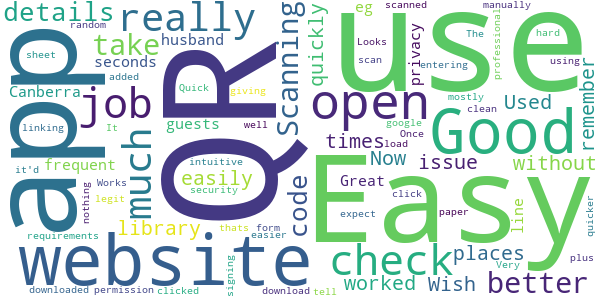 details
random
really
app
QR
Scanning
quickly
eg
scanned
manually
use
privacy
Looks
scan
The
entering
professional
hard
using
remember
take
husband
seconds
sheet
added
Canberra
job
Quick
giving
open
mostly
Used
clean
Good
linking
It
guests
well
google
Once
times
load
it'd
frequent
much
intuitive
easily
security
code
Now
issue
without
Works
nothing
legit
Great
click
Easy
line
expect
paper
quicker
library
thats
form
easier
requirements
website
signing
check
places
Very
plus
worked
Wish
better
downloaded
permission
clicked
download
tell